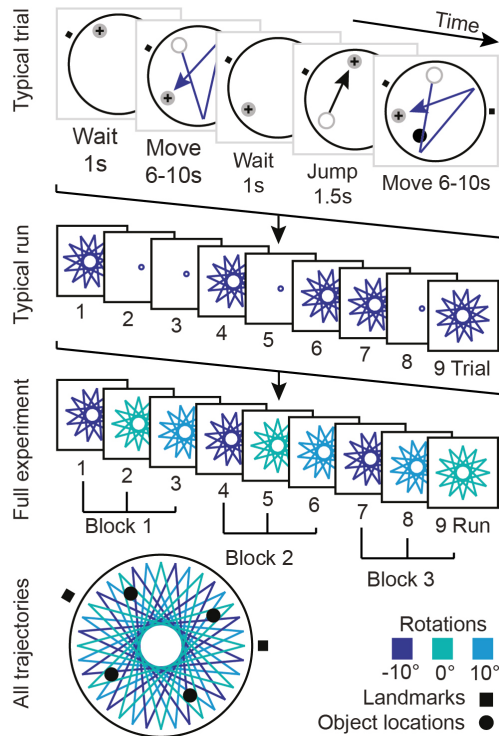 Typical trial
Time
Wait
1s
Move
6-10s
Wait
1s
Jump
1.5s
Move 6-10s
Typical run
1 2 3 4 5 6 7 8 9 Trial
Full experiment
1 2 3 4 5 6 7 8 9 Run
Block 1
Block 2
Block 3
All trajectories
Rotations
-10° 0° 10°
Landmarks
Object locations